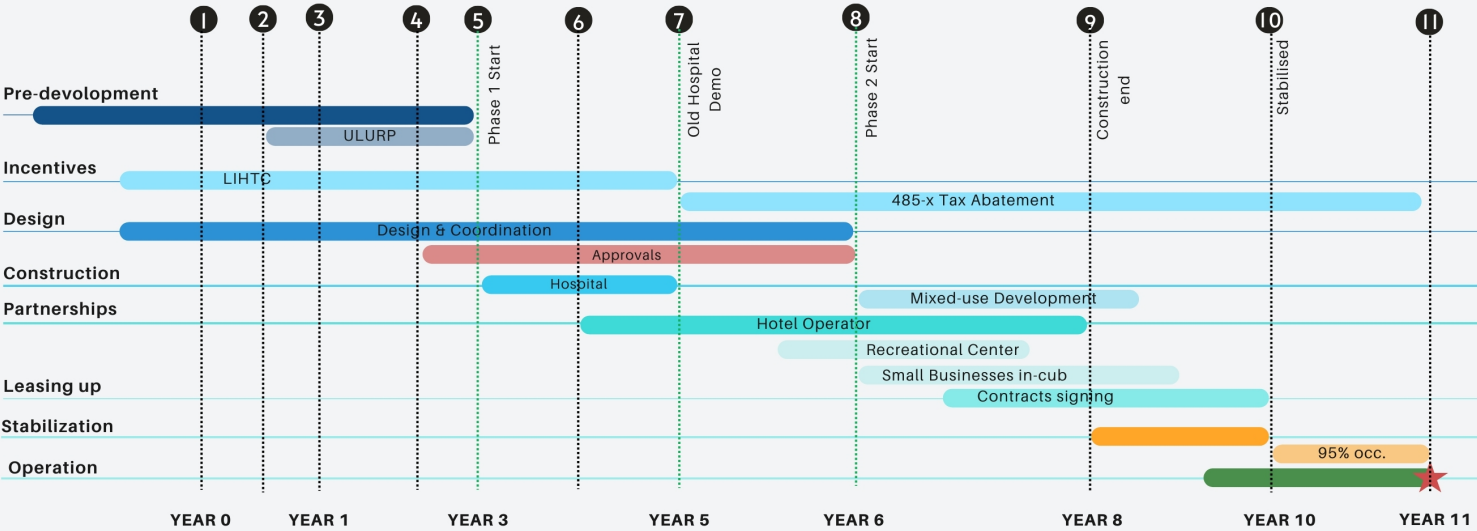 1 2 3 4 5 6 7 8 9 10 11
Phase 1 Start
Old Hospital
Demo
Phase 2 Start
Construction
end
Stabilised
Pre-devolopment
ULURP
Incentives
LIHTC
485-x Tax Abatement
Design
Design & Coordination
Approvals
Construction
Hospital
Mixed-use Development
Partnerships
Hotel Operator
Recreational Center
Small Businesses in-cub
Leasing up
Contracts signing
Stabilization
95% occ.
Operation
YEAR 0 YEAR 1 YEAR 3 YEAR 5 YEAR 6 YEAR 8 YEAR 10 YEAR 11